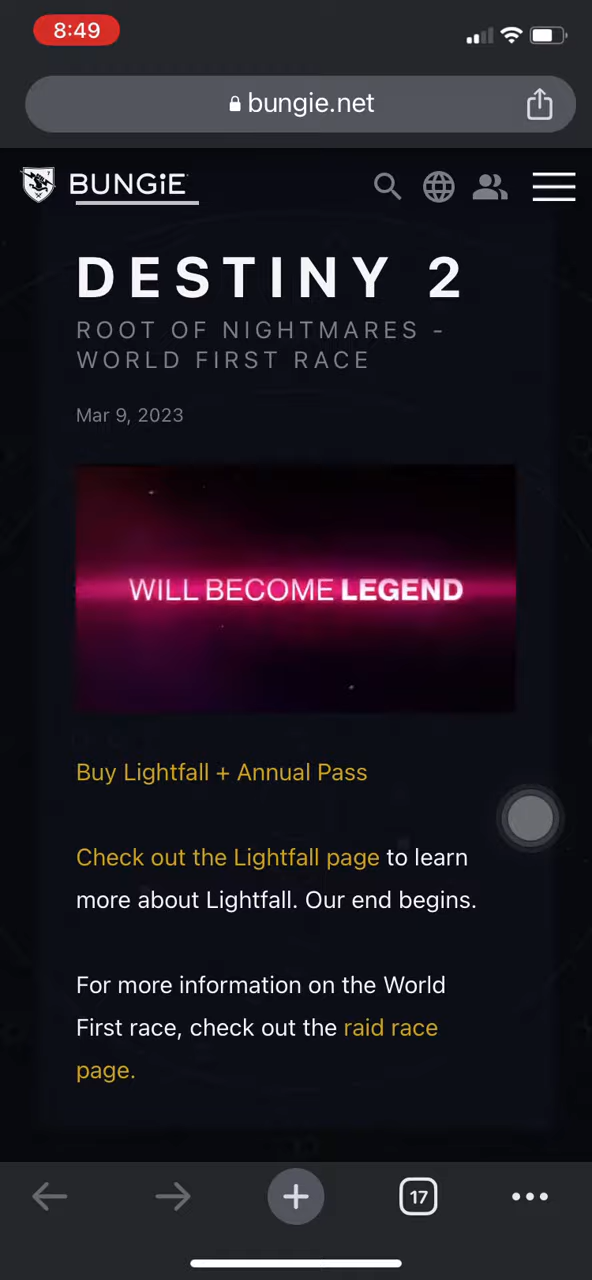 8:49
bungie.net
BUNGiE
DESTINY 2
ROOT OF NIGHTMARES -
WORLD FIRST RACE
Mar 9, 2023
WILL BECOME LEGEND
Buy Lightfall + Annual Pass
Check out the Lightfall page to learn
more about Lightfall. Our end begins.
For more information on the World
First race, check out the raid race
page.
17